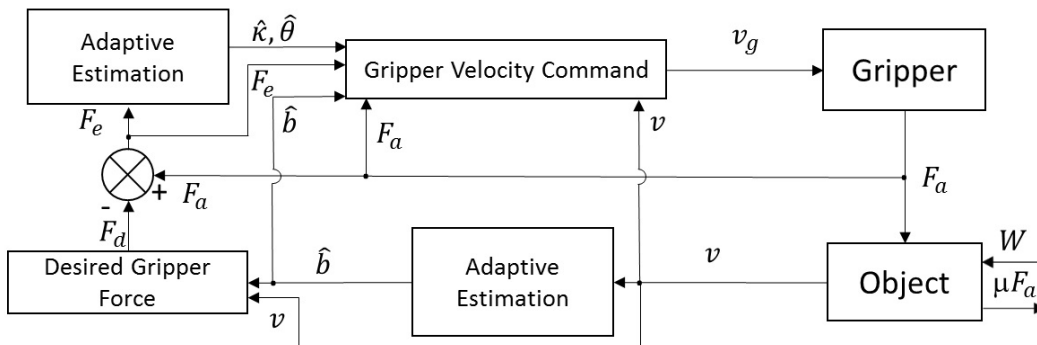 Adaptive
Estimation
κ̂, θ̂
F_e
b̂
Gripper Velocity Command
v_g
Gripper
F_e
F_a
v
+
F_a
F_a
-
F_d
Desired Gripper
Force
b̂
v
Adaptive
Estimation
v
Object
W
μF_a